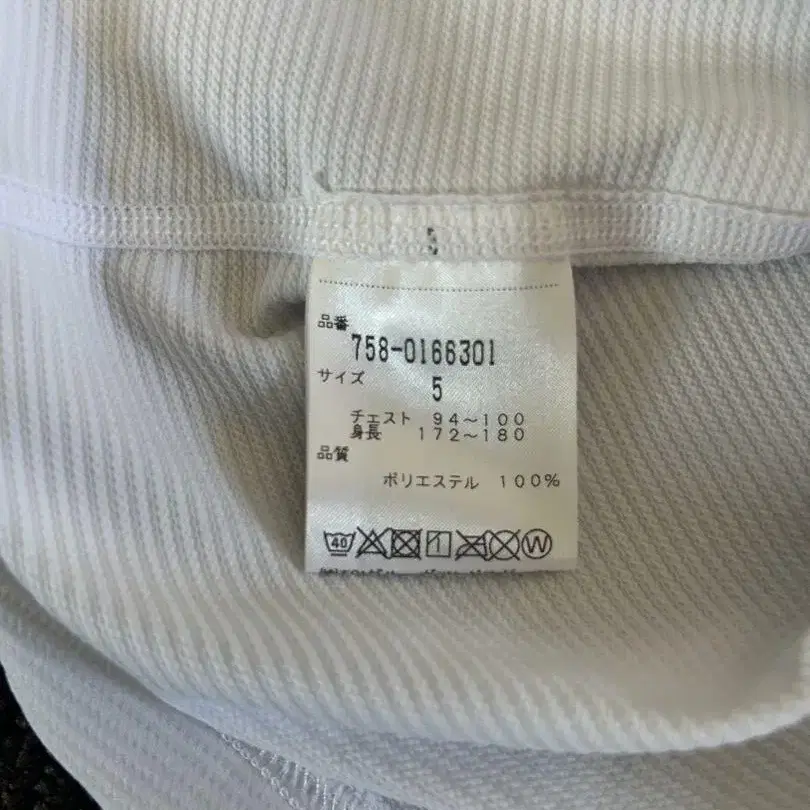 品番
758-0166301
サイズ
5
チェスト 94～100
身長 172～180
品質
ポリエステル 100%
40 W